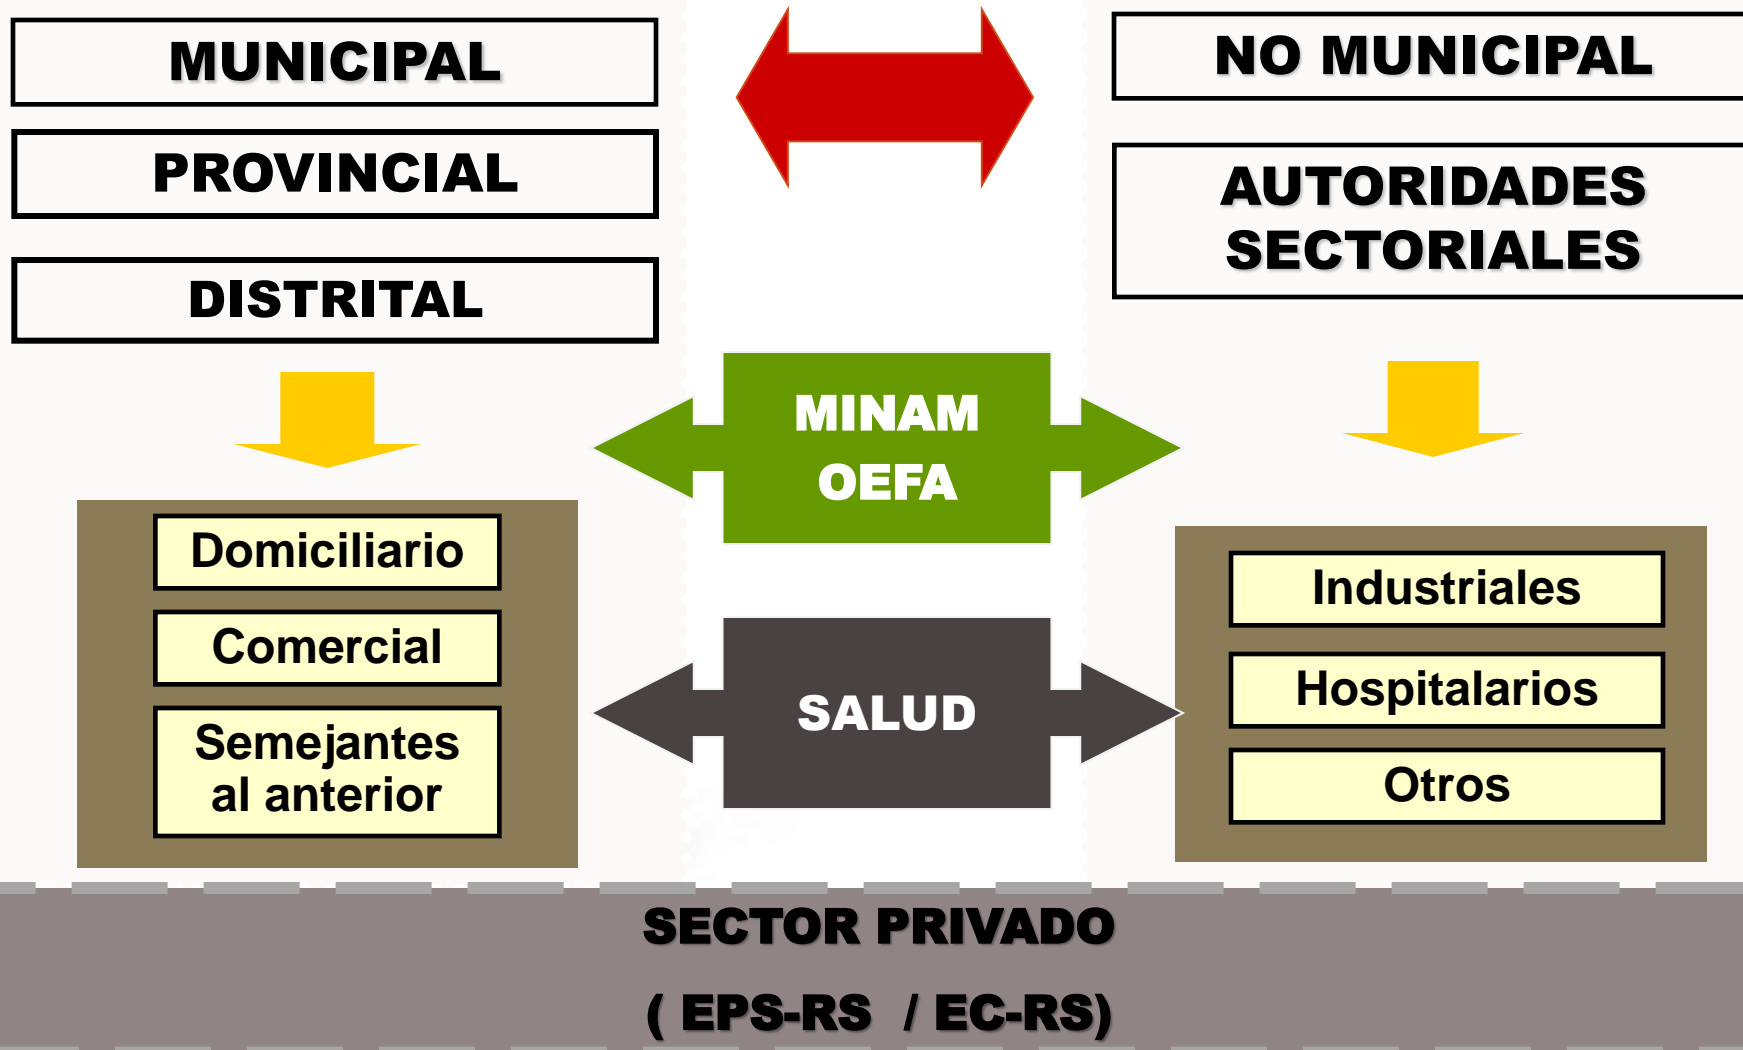 MUNICIPAL
PROVINCIAL
DISTRITAL
NO MUNICIPAL
AUTORIDADES
SECTORIALES
MINAM
OEFA
SALUD
Domiciliario
Comercial
Semejantes
al anterior
Industriales
Hospitalarios
Otros
SECTOR PRIVADO
( EPS-RS / EC-RS)